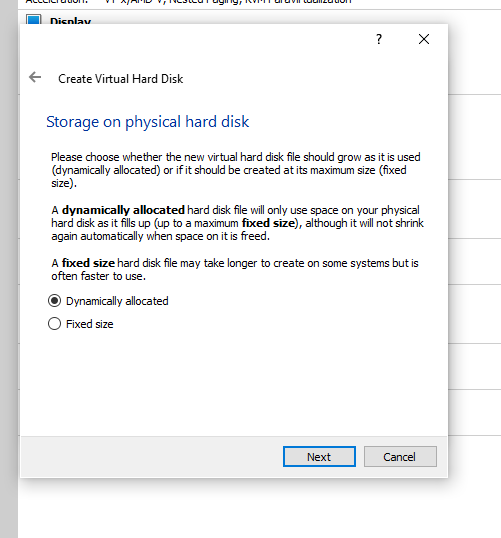 Acceleration: VT-x/AMD-V, Nested Paging, KVM Paravirtualization
Display
?
Create Virtual Hard Disk
Storage on physical hard disk
Please choose whether the new virtual hard disk file should grow as it is used
(dynamically allocated) or if it should be created at its maximum size (fixed
size).
A dynamically allocated hard disk file will only use space on your physical
hard disk as it fills up (up to a maximum fixed size), although it will not shrink
again automatically when space on it is freed.
A fixed size hard disk file may take longer to create on some systems but is
often faster to use.
Dynamically allocated
Fixed size
Next
Cancel